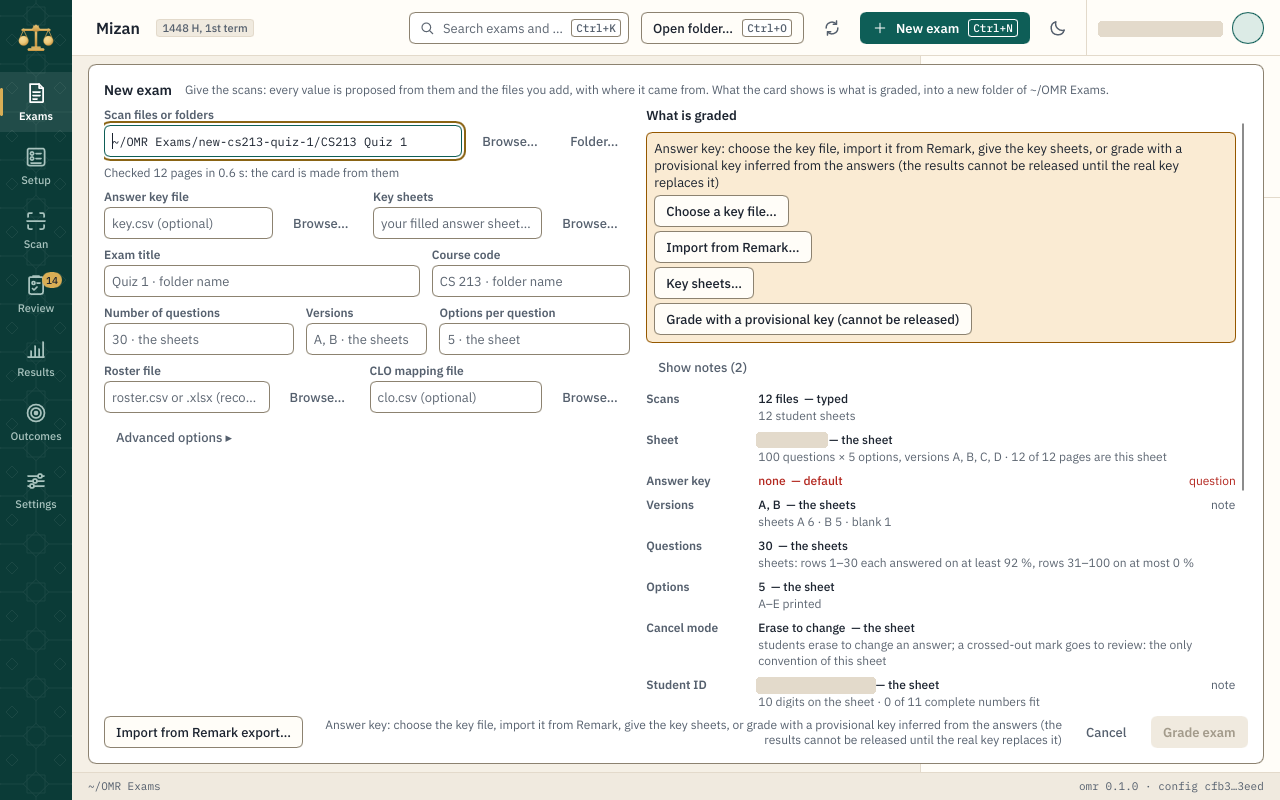 Mizan
1448 H, 1st term
Search exams and ... Ctrl+K
Open folder... Ctrl+O
New exam Ctrl+N
Exams
Setup
Scan
14
Review
Results
Outcomes
Settings
New exam Give the scans: every value is proposed from them and the files you add, with where it came from. What the card shows is what is graded, into a new folder of ~/OMR Exams.
Scan files or folders
~/OMR Exams/new-cs213-quiz-1/CS213 Quiz 1
Browse... Folder...
Checked 12 pages in 0.6 s: the card is made from them
Answer key file Key sheets
key.csv (optional) Browse... your filled answer sheet... Browse...
Exam title Course code
Quiz 1 · folder name CS 213 · folder name
Number of questions Versions Options per question
30 · the sheets A, B · the sheets 5 · the sheet
Roster file CLO mapping file
roster.csv or .xlsx (reco... Browse... clo.csv (optional) Browse...
Advanced options ▸
What is graded
Answer key: choose the key file, import it from Remark, give the key sheets, or grade with a
provisional key inferred from the answers (the results cannot be released until the real key
replaces it)
Choose a key file...
Import from Remark...
Key sheets...
Grade with a provisional key (cannot be released)
Show notes (2)
Scans 12 files — typed
12 student sheets
Sheet — the sheet
100 questions × 5 options, versions A, B, C, D · 12 of 12 pages are this sheet
Answer key none — default question
Versions A, B — the sheets note
sheets A 6 · B 5 · blank 1
Questions 30 — the sheets
sheets: rows 1–30 each answered on at least 92 %, rows 31–100 on at most 0 %
Options 5 — the sheet
A–E printed
Cancel mode Erase to change — the sheet
students erase to change an answer; a crossed-out mark goes to review: the only
convention of this sheet
Student ID — the sheet note
10 digits on the sheet · 0 of 11 complete numbers fit
Import from Remark export...
Answer key: choose the key file, import it from Remark, give the key sheets, or grade with a provisional key inferred from the answers (the
results cannot be released until the real key replaces it)
Cancel
Grade exam
~/OMR Exams
omr 0.1.0 · config cfb3…3eed